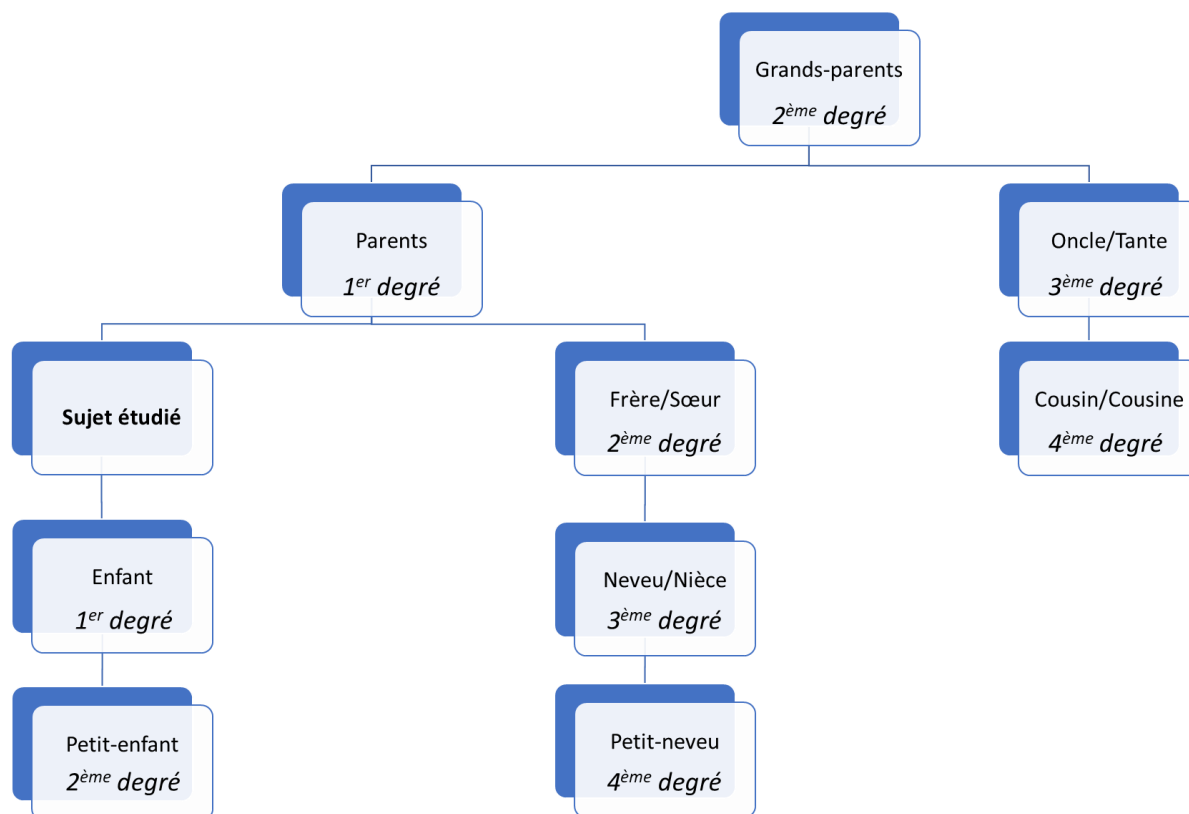 Grands-parents
2ème degré
Parents
1er degré
Oncle/Tante
3ème degré
Sujet étudié
Frère/Sœur
2ème degré
Cousin/Cousine
4ème degré
Enfant
1er degré
Neveu/Nièce
3ème degré
Petit-enfant
2ème degré
Petit-neveu
4ème degré